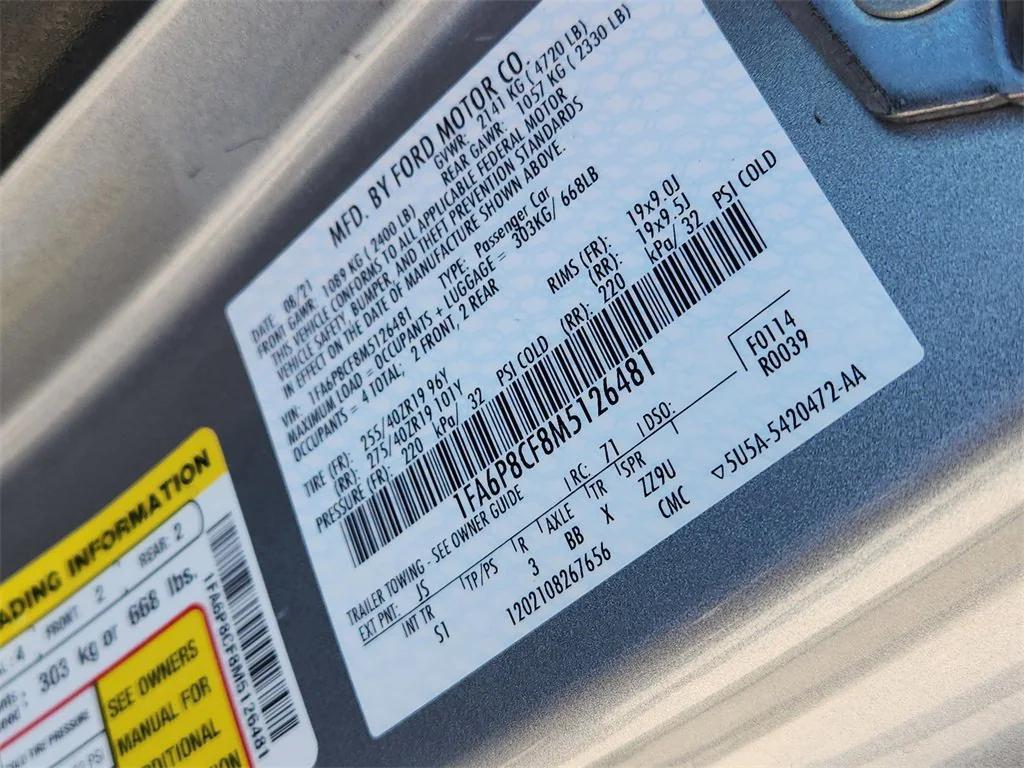 MFD. BY FORD MOTOR CO.
DATE: 08/21 GVWR: 2141 KG ( 4720 LB)
FRONT GAWR: 1089 KG ( 2400 LB) REAR GAWR: 1057 KG ( 2330 LB)
THIS VEHICLE CONFORMS TO ALL APPLICABLE FEDERAL MOTOR
VEHICLE SAFETY, BUMPER, AND THEFT PREVENTION STANDARDS
IN EFFECT ON THE DATE OF MANUFACTURE SHOWN ABOVE.
VIN: 1FA6P8CF8M5126481 TYPE: Passenger Car
MAXIMUM LOAD = OCCUPANTS + LUGGAGE = 303KG/ 668LB
OCCUPANTS = 4 TOTAL: 2 FRONT, 2 REAR
TIRE (FR): 255/40ZR19 96Y RIMS (FR): 19x9.0J
(RR): 275/40ZR19 101Y (RR): 19x9.5J
PRESSURE (FR): 220 kPa/ 32 PSI COLD (RR): 220 kPa/ 32 PSI COLD
1FA6P8CF8M5126481
F0114
R0039
TRAILER TOWING - SEE OWNER GUIDE
EXT PNT: JS RC: 71 DSO:
INT TR TP/PS R AXLE TR SPR
S1 3 BB X ZZ9U
1202108267656 CMC
▽5U5A-5420472-AA
ADING INFORMATION
: 4 FRONT 2 REAR: 2
303 kg or 668 lbs.
TIRE PRESSURE
PSI
SEE OWNERS
MANUAL FOR
DITIONAL
1FA6P8CF8M5126481